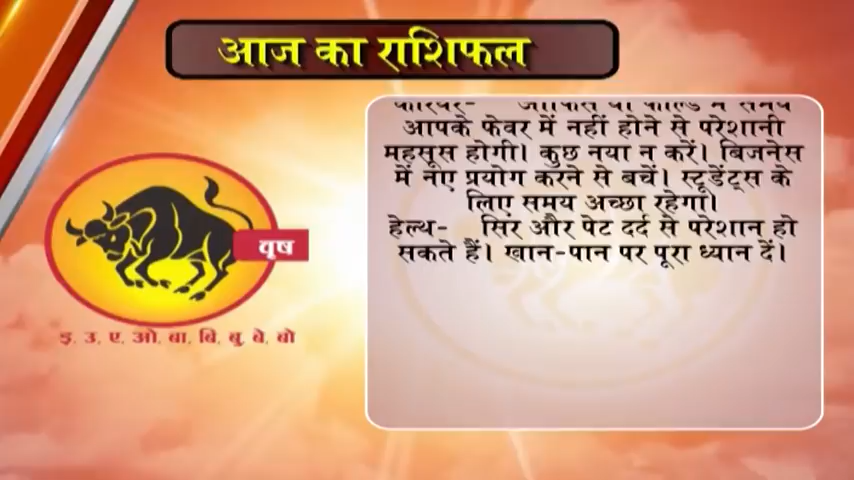 आज का राशिफल
आपके फेवर में नहीं होने से परेशानी
महसूस होगी। कुछ नया न करें। बिजनेस
में नए प्रयोग करने से बचें। स्टूडेंट्स के
लिए समय अच्छा रहेगा।
हेल्थ- सिर और पेट दर्द से परेशान हो
सकते हैं। खान-पान पर पूरा ध्यान दें।
वृष
इ, उ, ए, ओ, बा, बि, बु, बे, बो